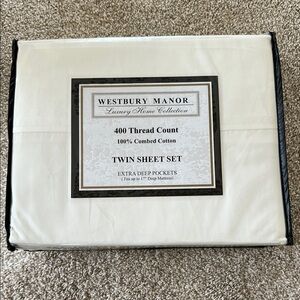 WESTBURY MANOR
Luxury Home Collection
400 Thread Count
100% Combed Cotton
TWIN SHEET SET
EXTRA DEEP POCKETS
( Fits up to 17" Deep Mattress)